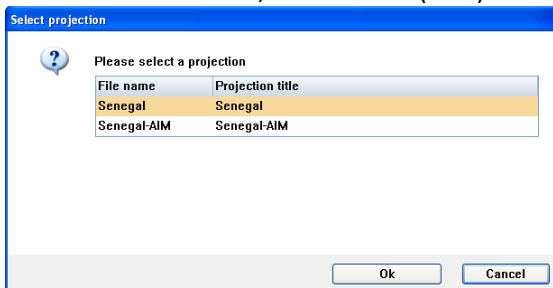 Select projection
Please select a projection
File name Projection title
Senegal Senegal
Senegal-AIM Senegal-AIM
Ok Cancel